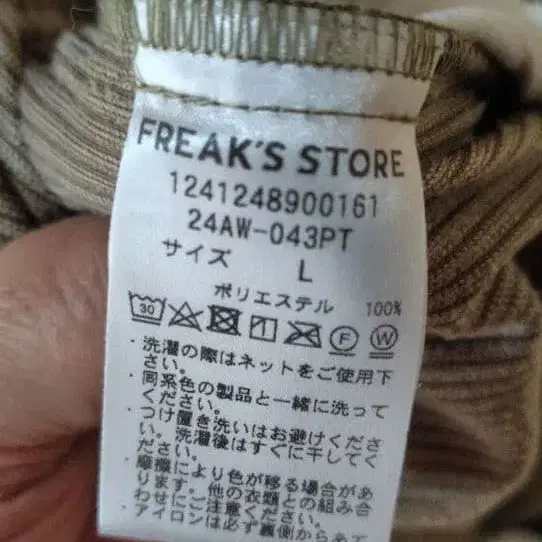 FREAK'S STORE
1241248900161
24AW-043PT
サイズ L
ポリエステル 100%
30 1 F W
・洗濯の際はネットをご使用下
さい。
・同系色の製品と一緒に洗って
ください。
・つけ置き洗いはお避けくださ
い。洗濯後はすぐに干してく
ださい。
・摩擦により色が移る場合があ
ります。他の衣類との組み合
わせにご注意ください。
・アイロンは必ず裏側からあて